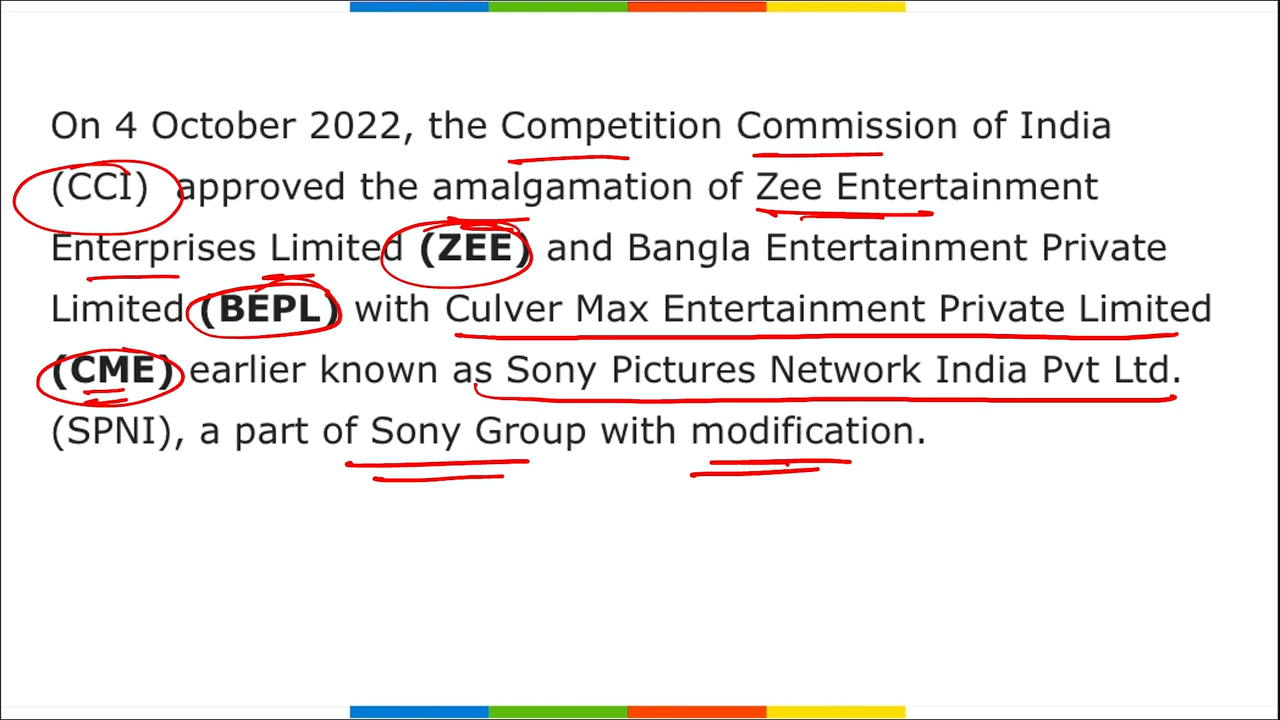 On 4 October 2022, the Competition Commission of India
(CCI) approved the amalgamation of Zee Entertainment
Enterprises Limited (ZEE) and Bangla Entertainment Private
Limited (BEPL) with Culver Max Entertainment Private Limited
(CME) earlier known as Sony Pictures Network India Pvt Ltd.
(SPNI), a part of Sony Group with modification.